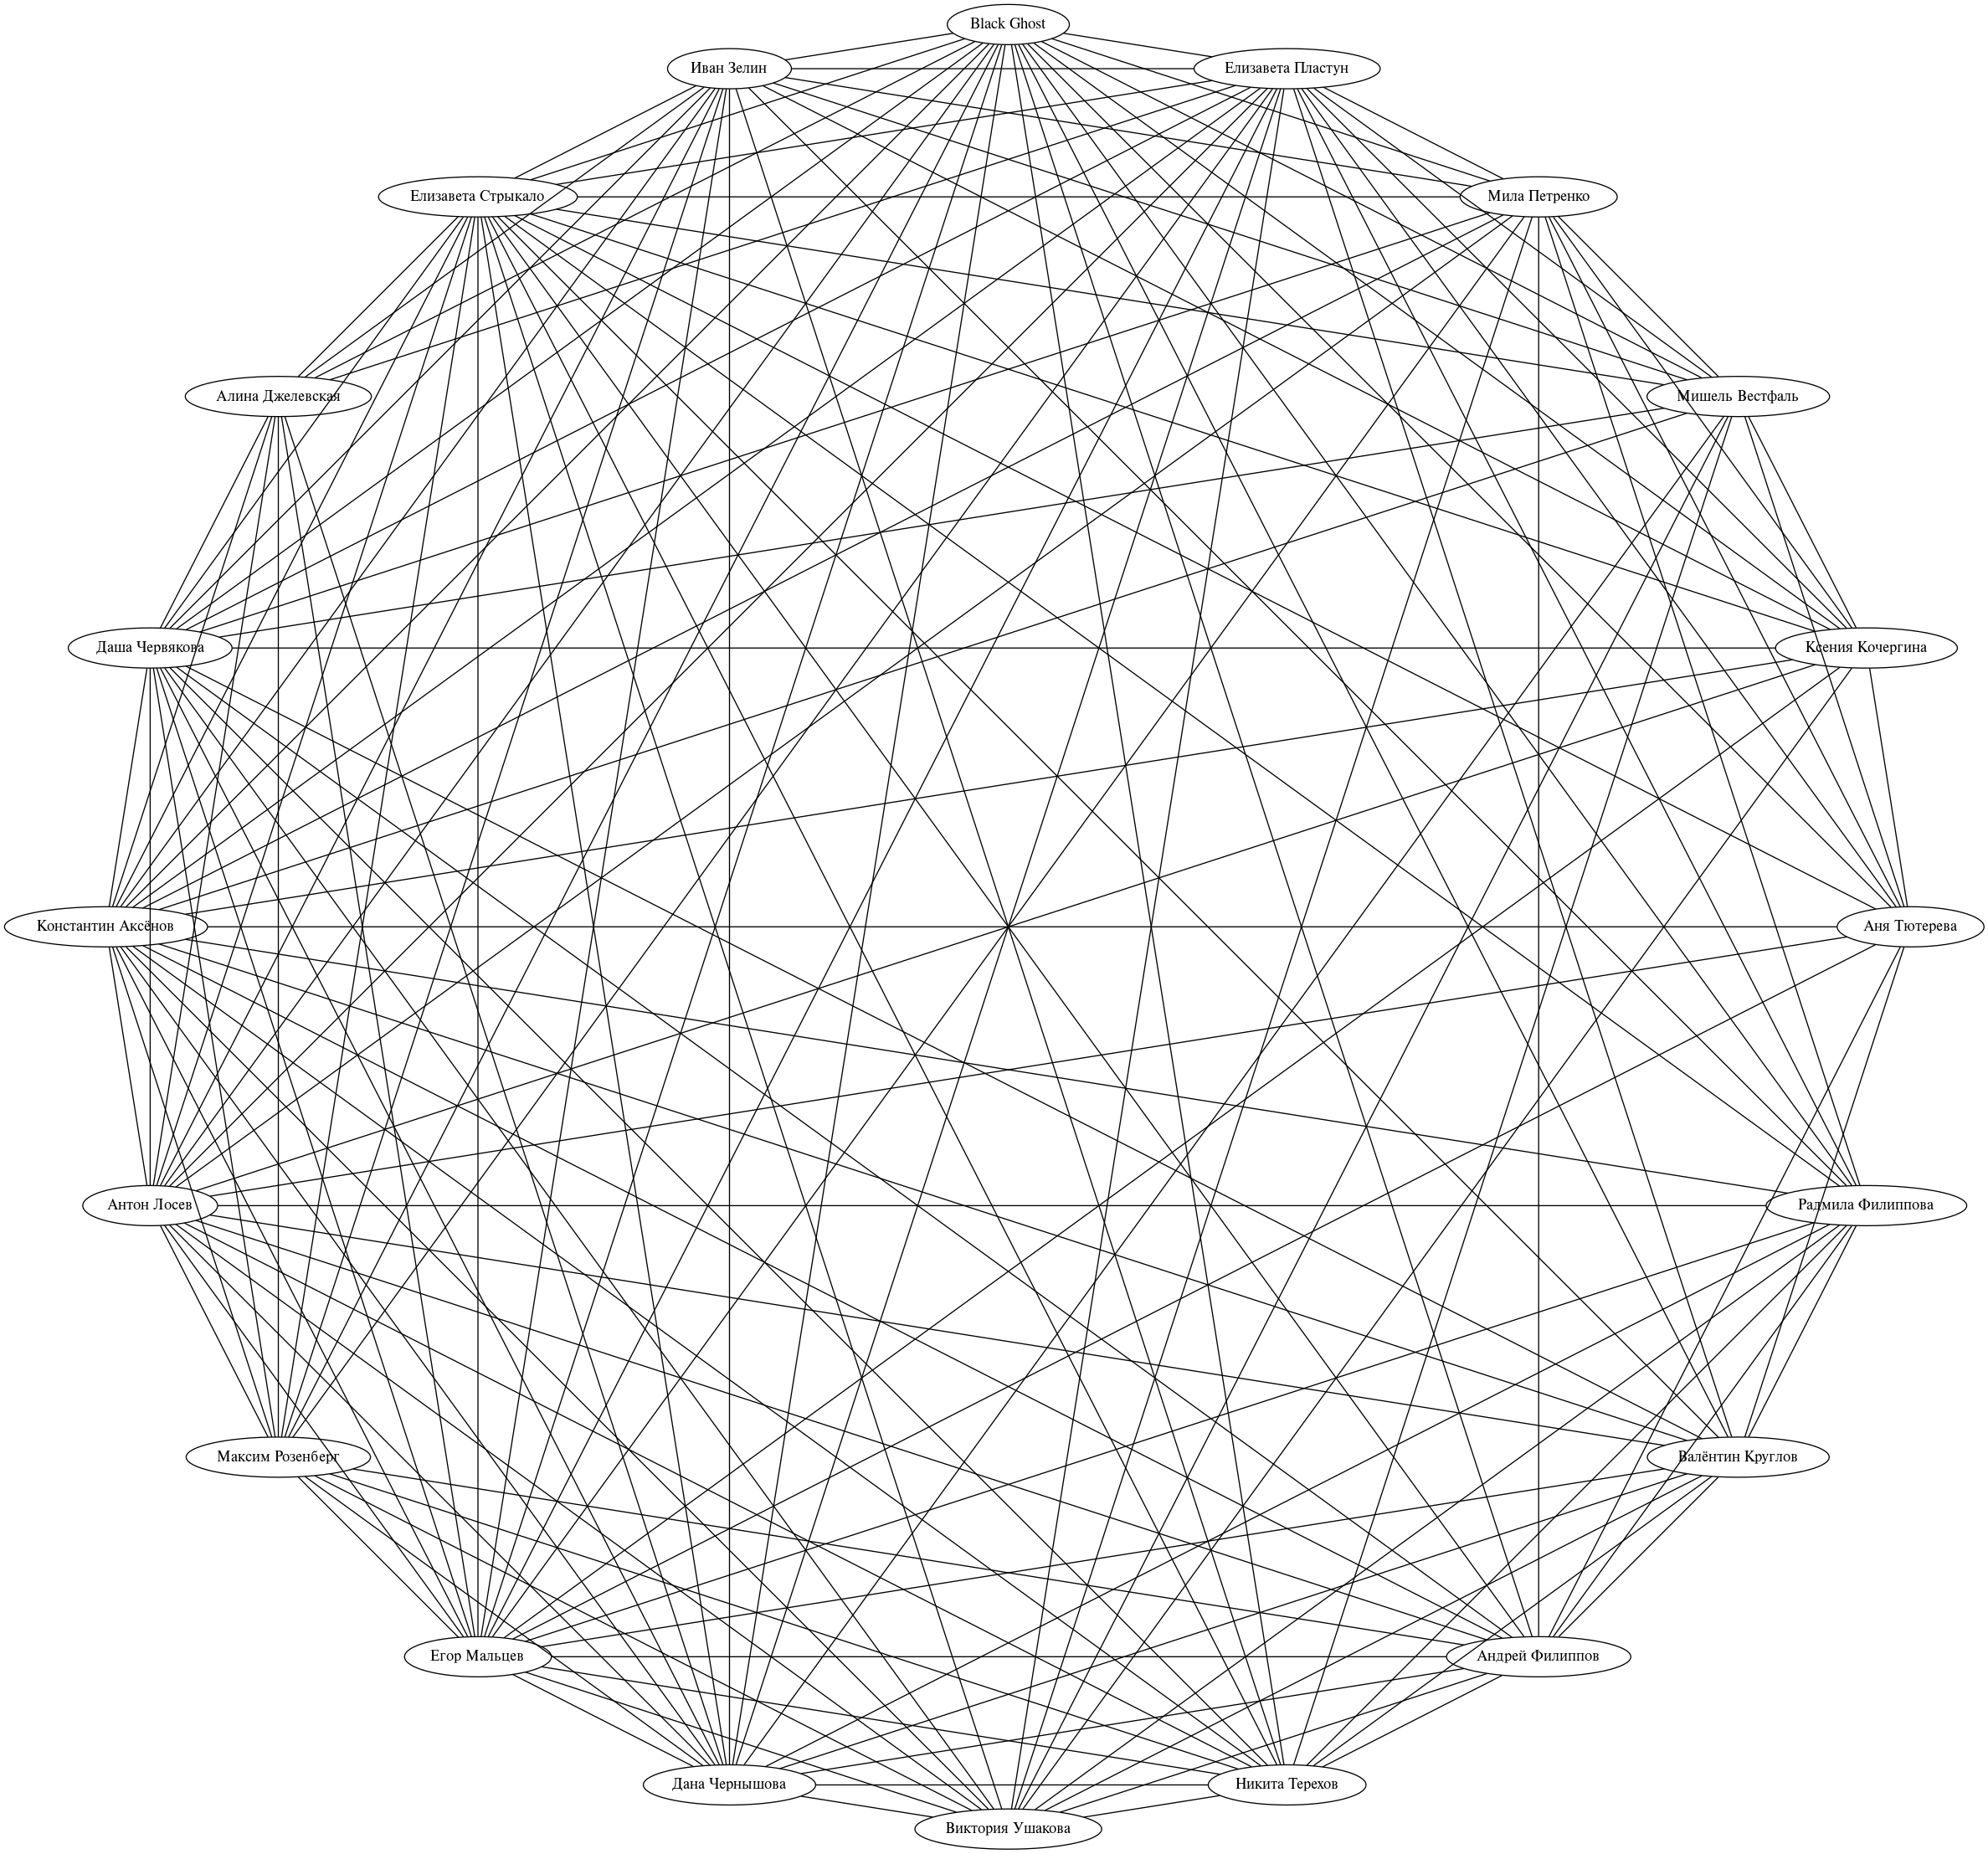 Black Ghost
Иван Зелин
Елизавета Пластун
Елизавета Стрыкало
Мила Петренко
Алина Джелевская
Мишель Вестфаль
Даша Червякова
Ксения Кочергина
Константин Аксёнов
Аня Тютерева
Антон Лосев
Радмила Филиппова
Максим Розенберг
Валёнтин Круглов
Егор Мальцев
Андрей Филиппов
Дана Чернышова
Никита Терехов
Виктория Ушакова